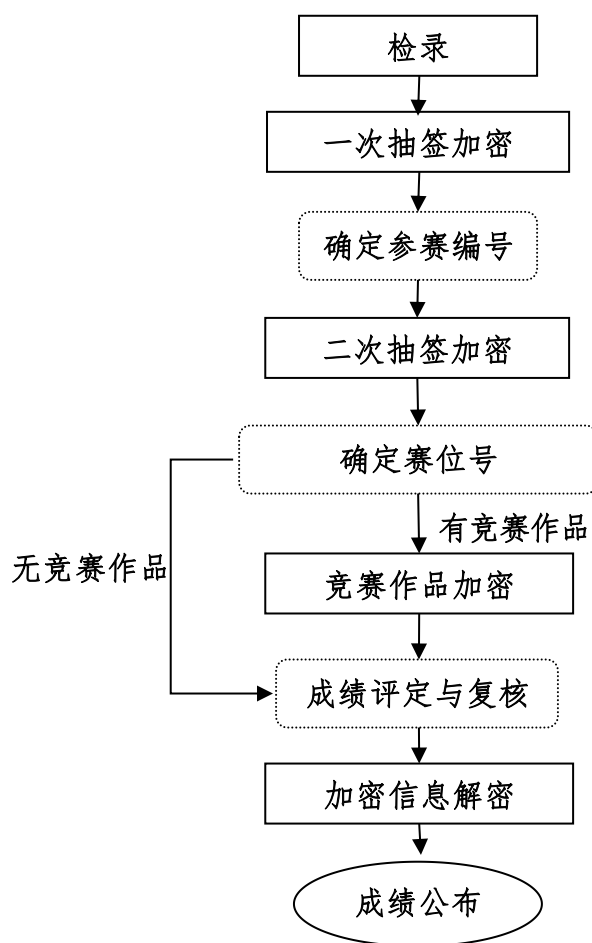 检录
一次抽签加密
确定参赛编号
二次抽签加密
确定赛位号
有竞赛作品
无竞赛作品
竞赛作品加密
成绩评定与复核
加密信息解密
成绩公布